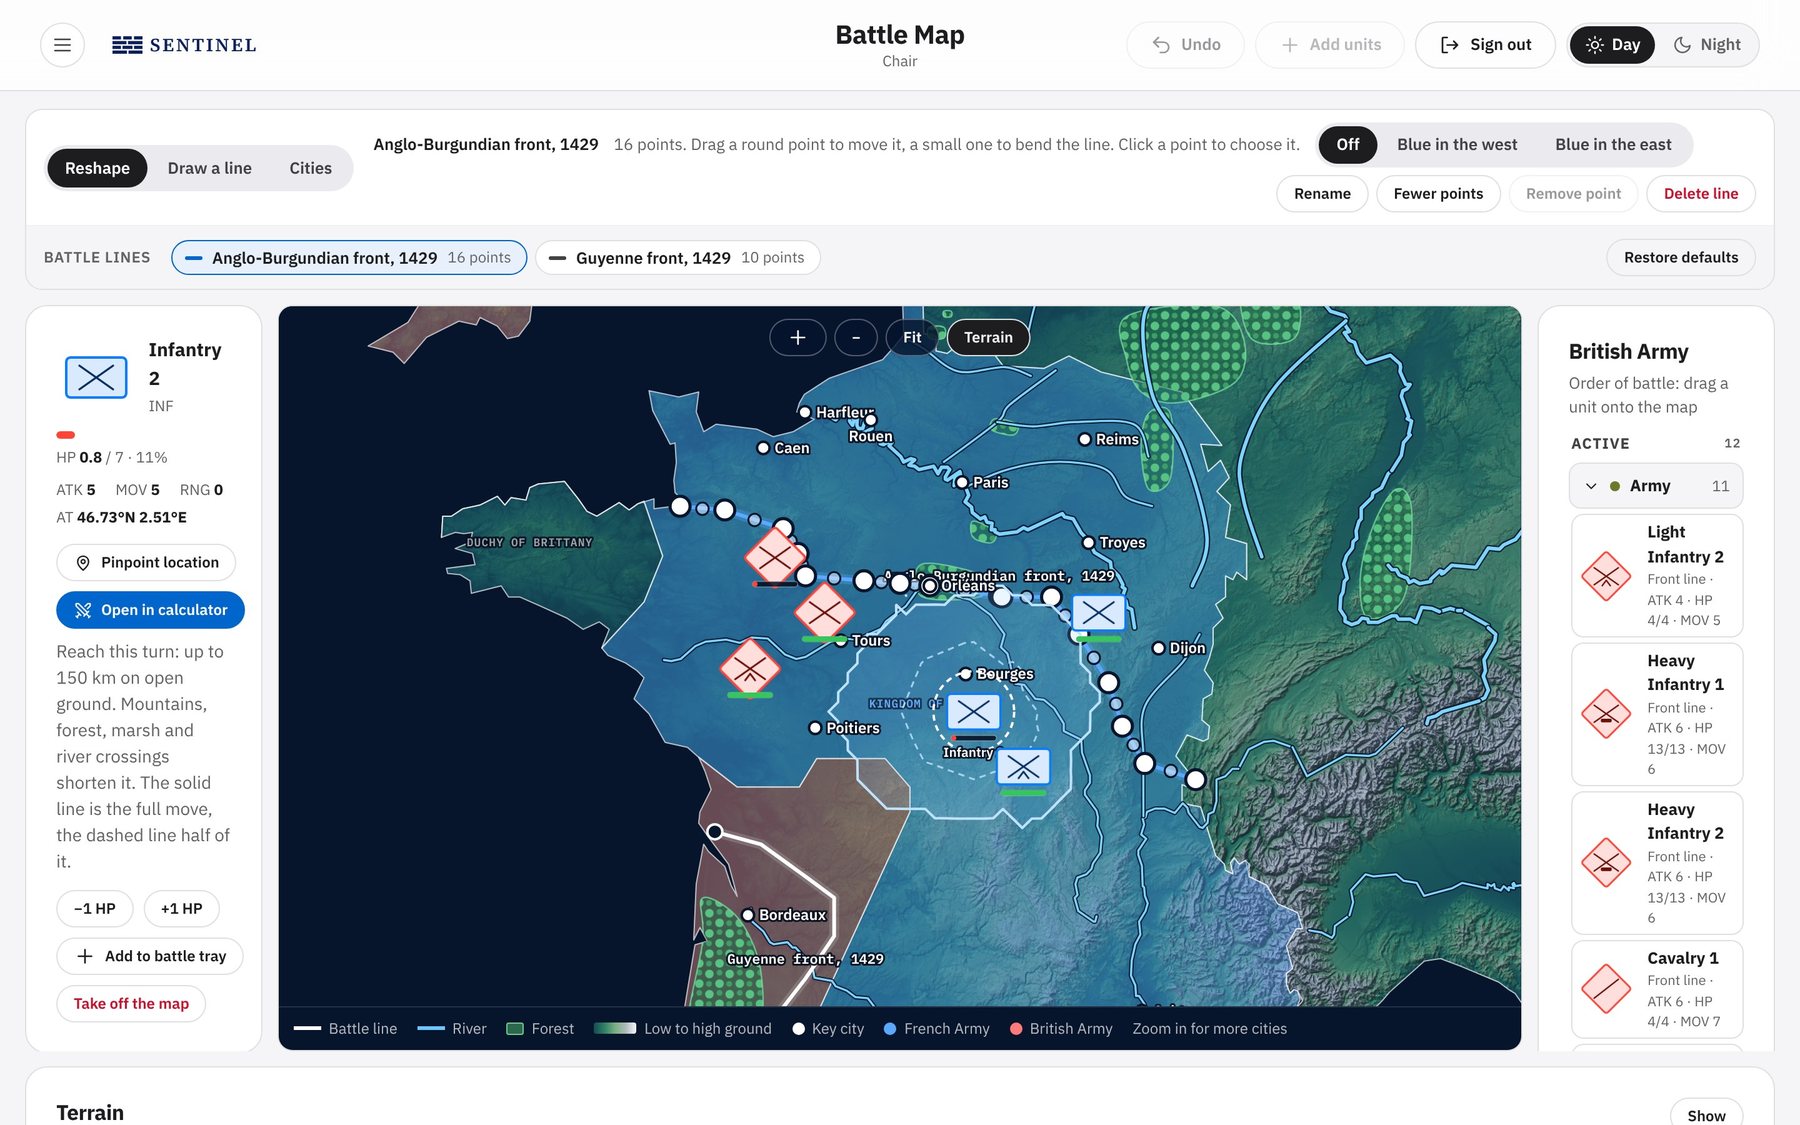 SENTINEL
Battle Map
Chair
Undo
Add units
Sign out
Day
Night
Reshape
Draw a line
Cities
Anglo-Burgundian front, 1429
16 points. Drag a round point to move it, a small one to bend the line. Click a point to choose it.
Off
Blue in the west
Blue in the east
Rename
Fewer points
Remove point
Delete line
BATTLE LINES
Anglo-Burgundian front, 1429 16 points
Guyenne front, 1429 10 points
Restore defaults
Infantry
2
INF
HP 0.8 / 7 · 11%
ATK 5 MOV 5 RNG 0
AT 46.73°N 2.51°E
Pinpoint location
Open in calculator
Reach this turn: up to
150 km on open
ground. Mountains,
forest, marsh and
river crossings
shorten it. The solid
line is the full move,
the dashed line half of
it.
−1 HP
+1 HP
Add to battle tray
Take off the map
+
-
Fit
Terrain
Harfleur
Rouen
Caen
Reims
Paris
DUCHY OF BRITTANY
Troyes
Burgundian front, 1429
Orléans
Tours
Dijon
Bourges
KINGDOM OF
Poitiers
Infantry
Bordeaux
Guyenne front, 1429
Battle line
River
Forest
Low to high ground
Key city
French Army
British Army
Zoom in for more cities
British Army
Order of battle: drag a
unit onto the map
ACTIVE 12
Army 11
Light
Infantry 2
Front line ·
ATK 4 · HP
4/4 · MOV 5
Heavy
Infantry 1
Front line ·
ATK 6 · HP
13/13 · MOV
6
Heavy
Infantry 2
Front line ·
ATK 6 · HP
13/13 · MOV
6
Cavalry 1
Front line ·
ATK 6 · HP
4/4 · MOV 7
Terrain
Show